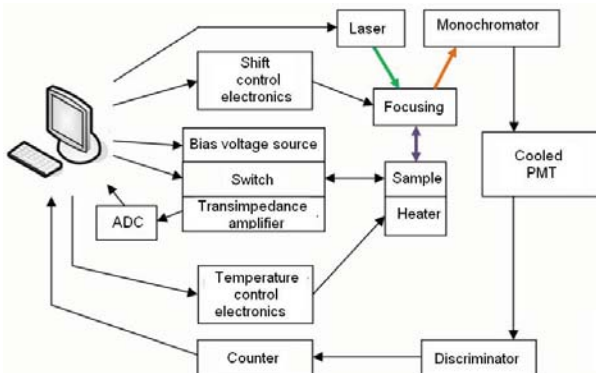 Laser
Monochromator
Shift
control
electronics
Focusing
Bias voltage source
Switch
Transimpedance
amplifier
ADC
Sample
Heater
Cooled
PMT
Temperature
control
electronics
Counter
Discriminator